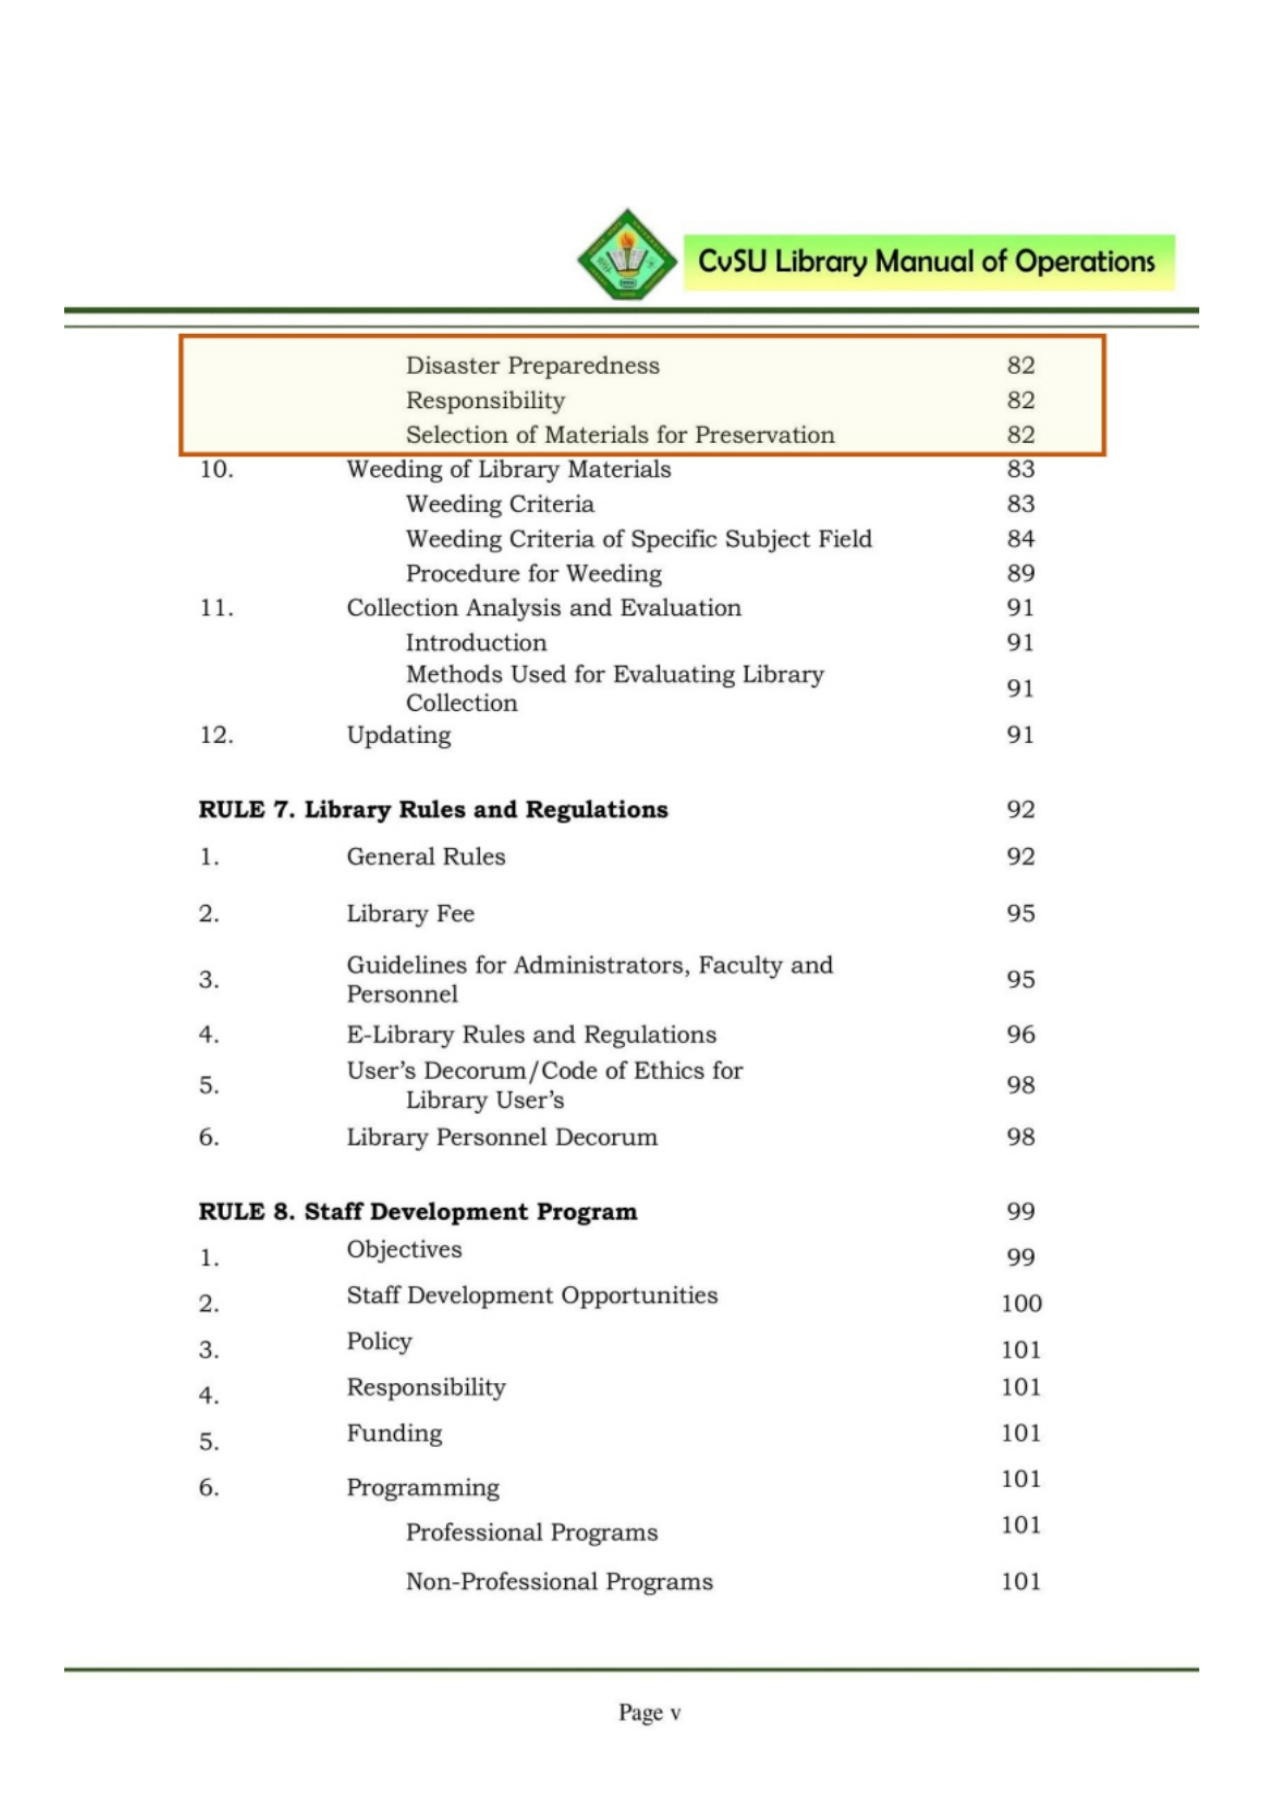 CvSU Library Manual of Operations
Disaster Preparedness 82
Responsibility 82
Selection of Materials for Preservation 82
10. Weeding of Library Materials 83
Weeding Criteria 83
Weeding Criteria of Specific Subject Field 84
Procedure for Weeding 89
11. Collection Analysis and Evaluation 91
Introduction 91
Methods Used for Evaluating Library
Collection 91
12. Updating 91
RULE 7. Library Rules and Regulations 92
1. General Rules 92
2. Library Fee 95
3. Guidelines for Administrators, Faculty and
Personnel 95
4. E-Library Rules and Regulations 96
5. User’s Decorum/Code of Ethics for
Library User’s 98
6. Library Personnel Decorum 98
RULE 8. Staff Development Program 99
1. Objectives 99
2. Staff Development Opportunities 100
3. Policy 101
4. Responsibility 101
5. Funding 101
6. Programming 101
Professional Programs 101
Non-Professional Programs 101
Page v